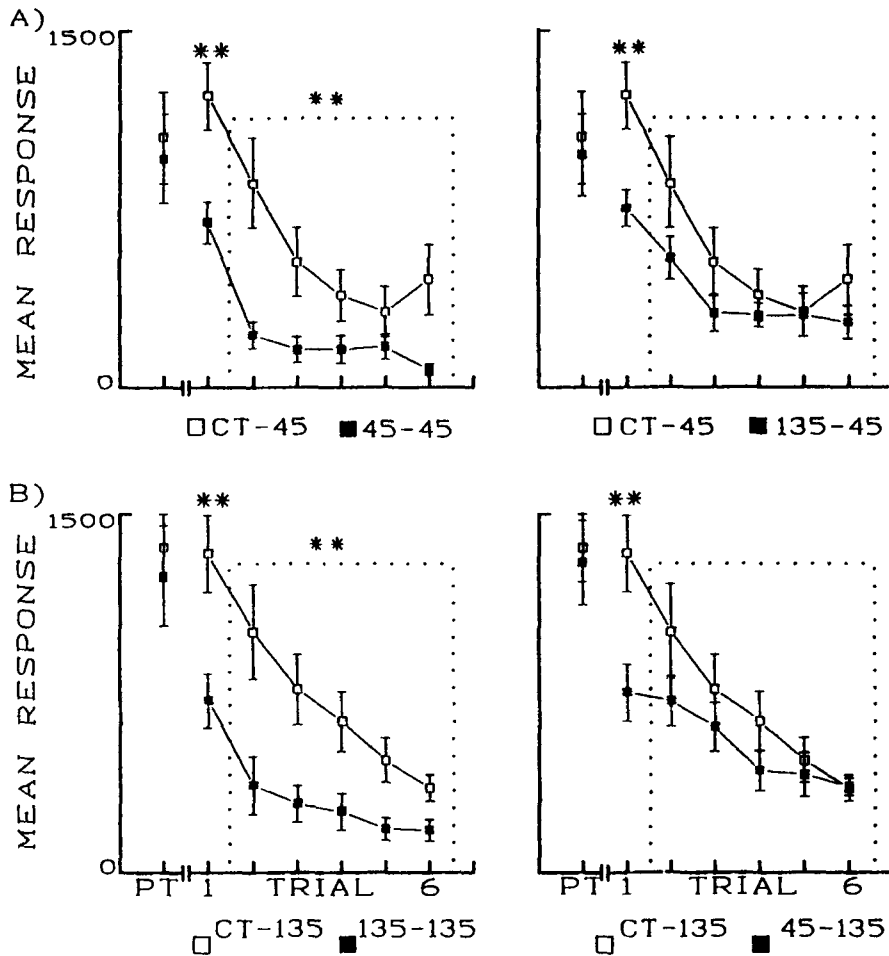 A)
1500
**
**
**
MEAN RESPONSE
0
□ CT-45 ■ 45-45
□ CT-45 ■ 135-45
B)
1500
**
**
**
MEAN RESPONSE
0
PT 1 TRIAL 6
PT 1 TRIAL 6
□ CT-135 ■ 135-135
□ CT-135 ■ 45-135